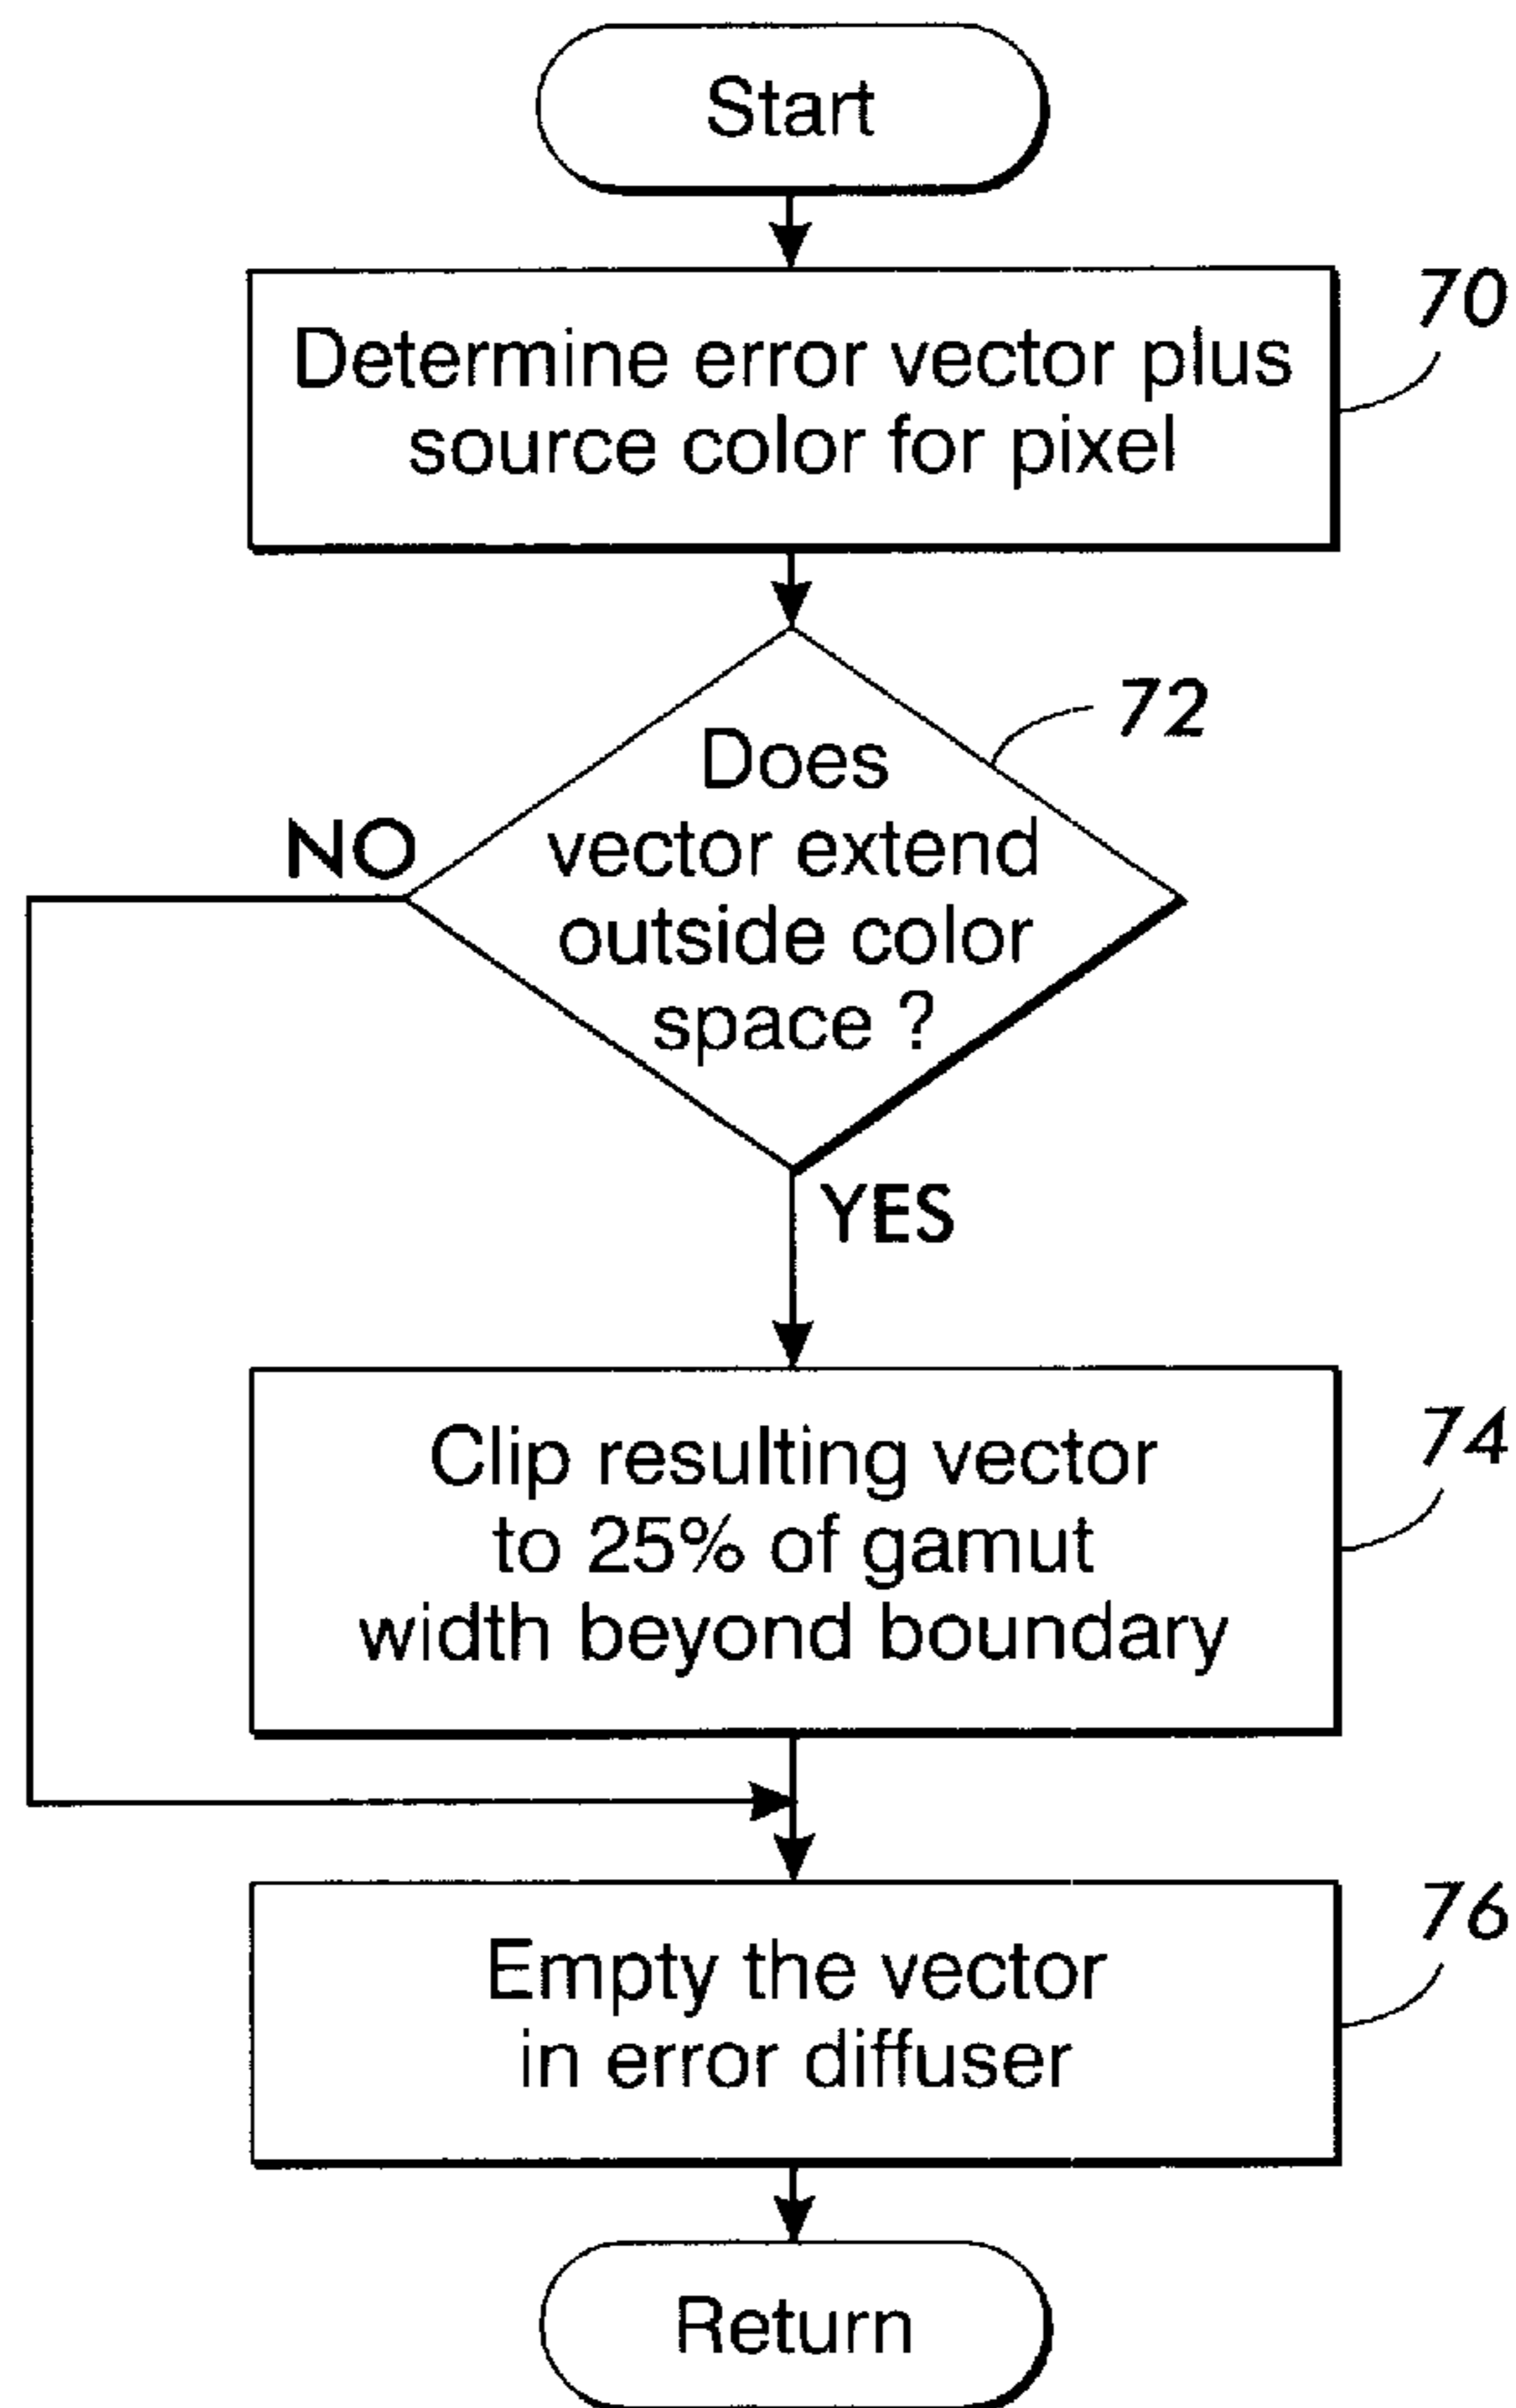 Start
70
Determine error vector plus
source color for pixel
72
Does
vector extend
outside color
space ?
NO
YES
74
Clip resulting vector
to 25% of gamut
width beyond boundary
76
Empty the vector
in error diffuser
Return